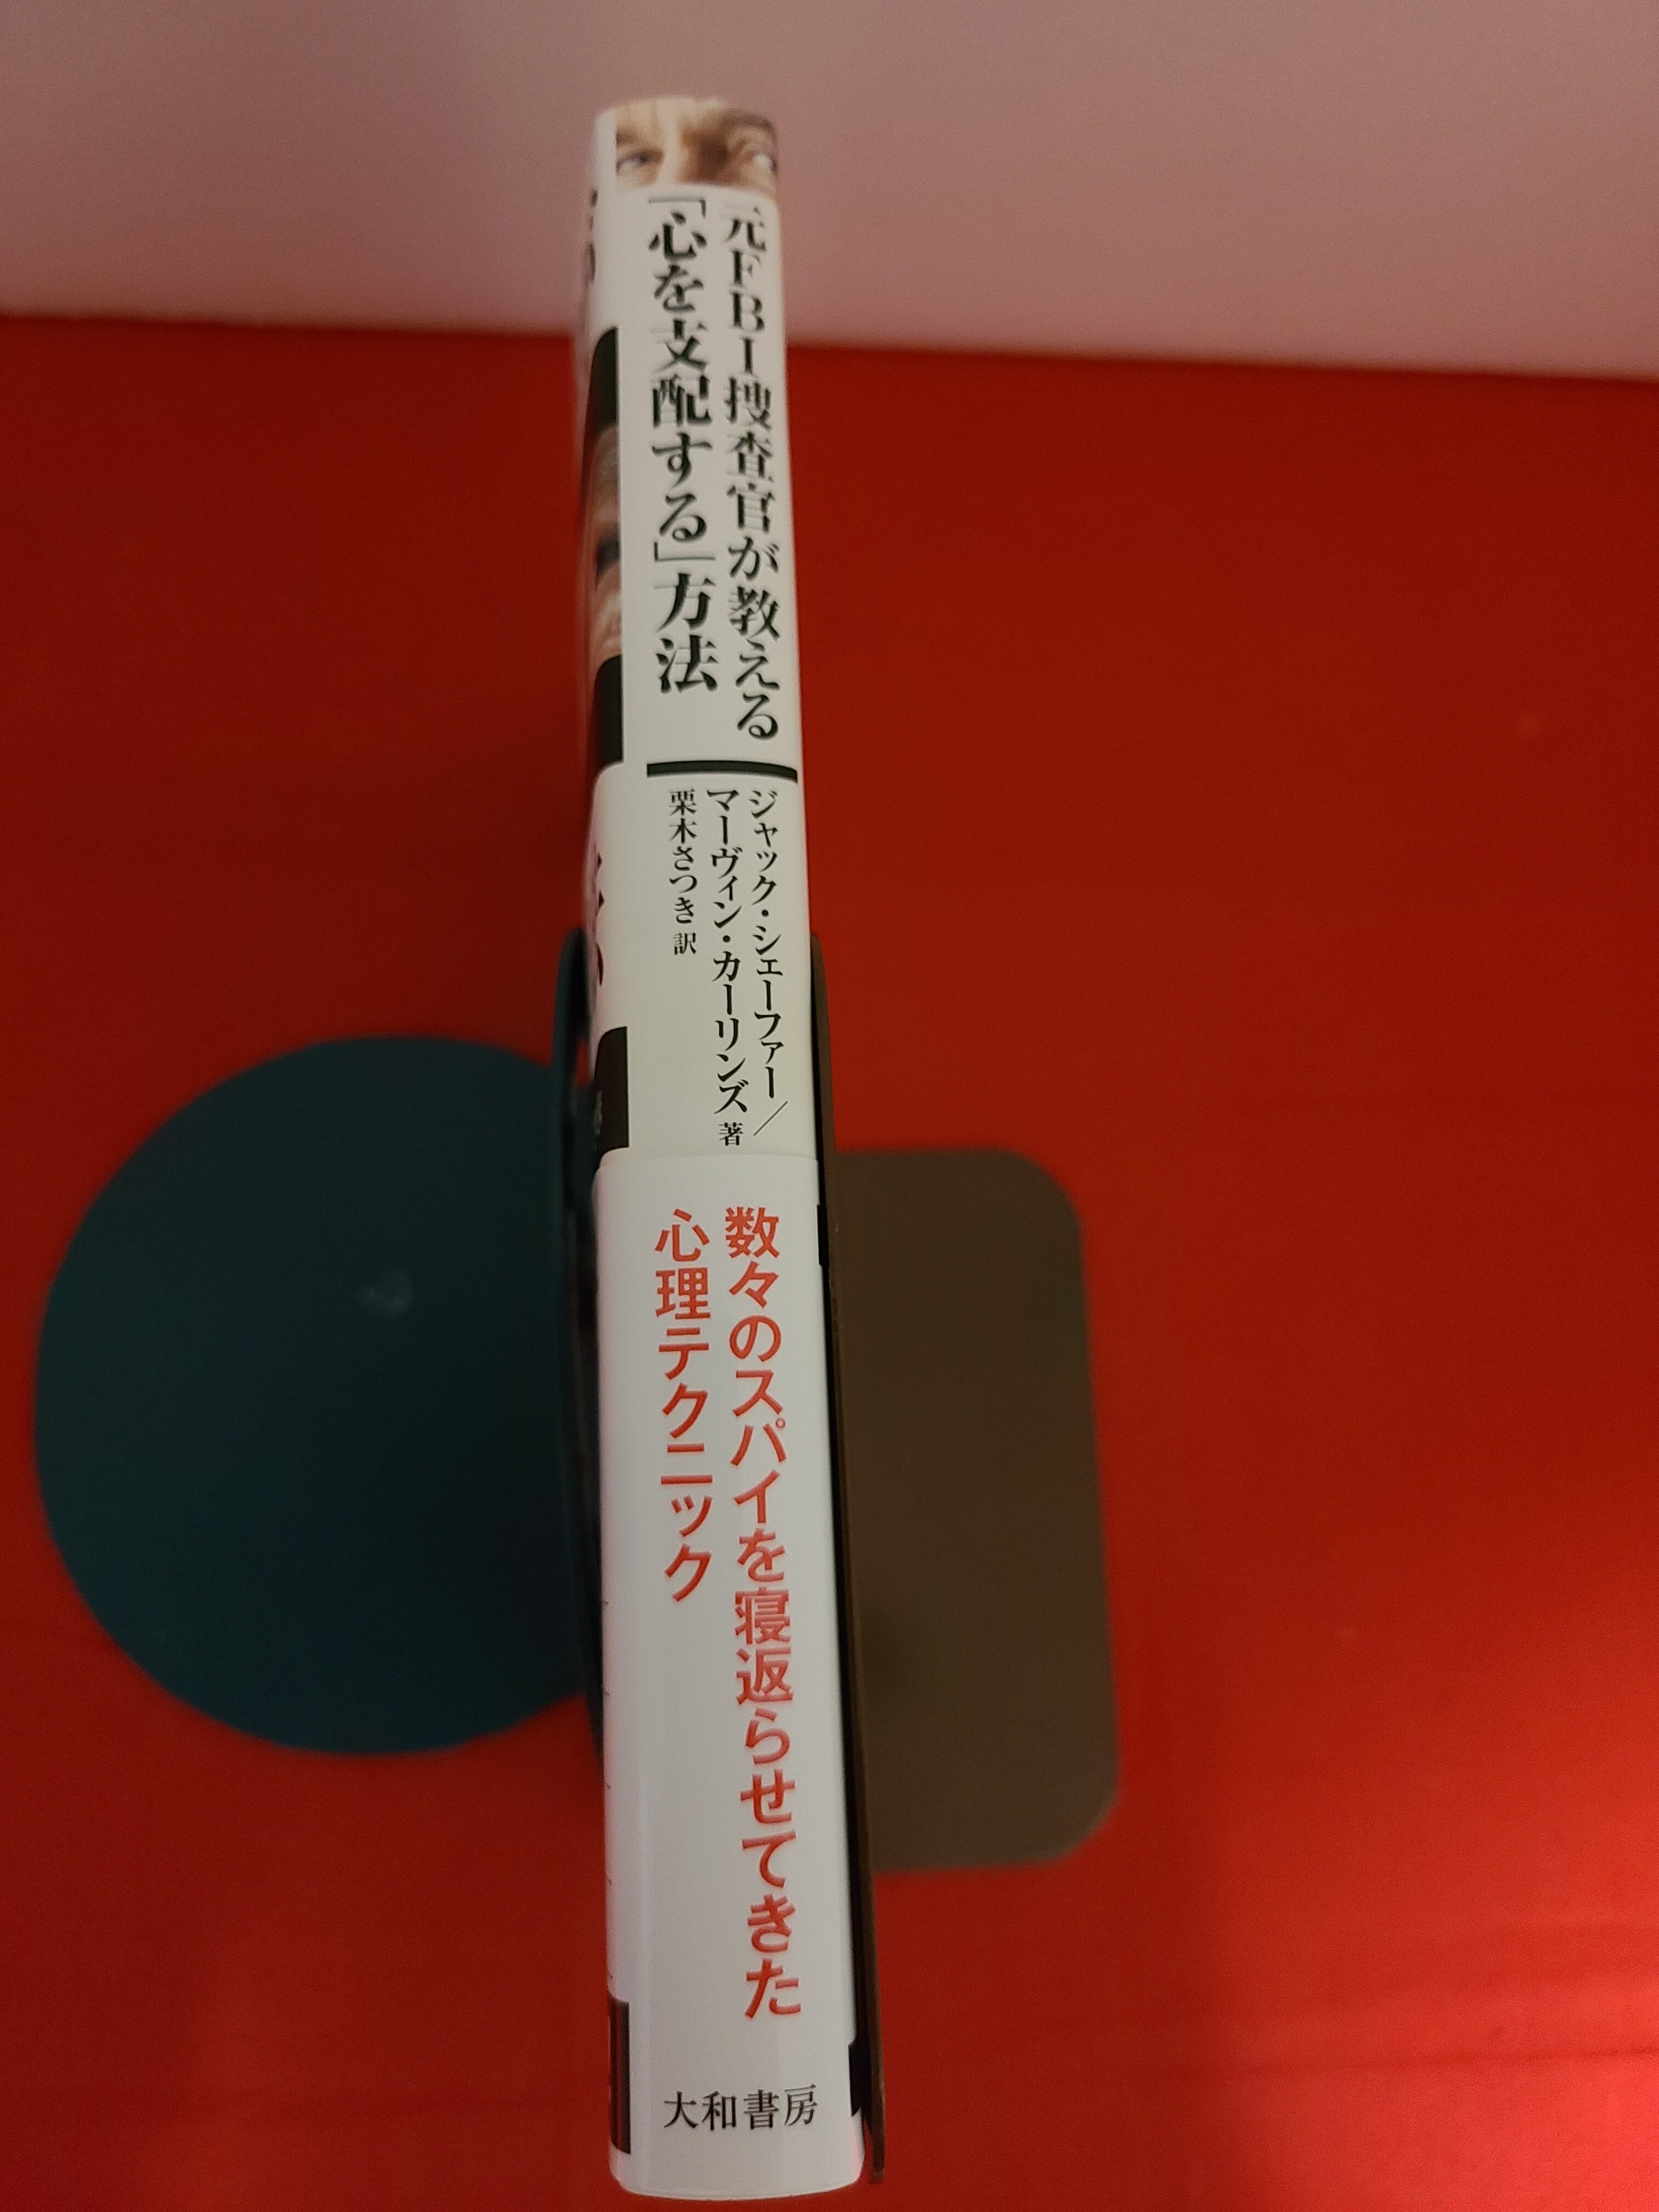 元FBI捜査官が教える
「心を支配する」方法
ジャック・シェーファー／
マーヴィン・カーリンズ 著
栗木さつき 訳
数々のスパイを寝返らせてきた
心理テクニック
大和書房